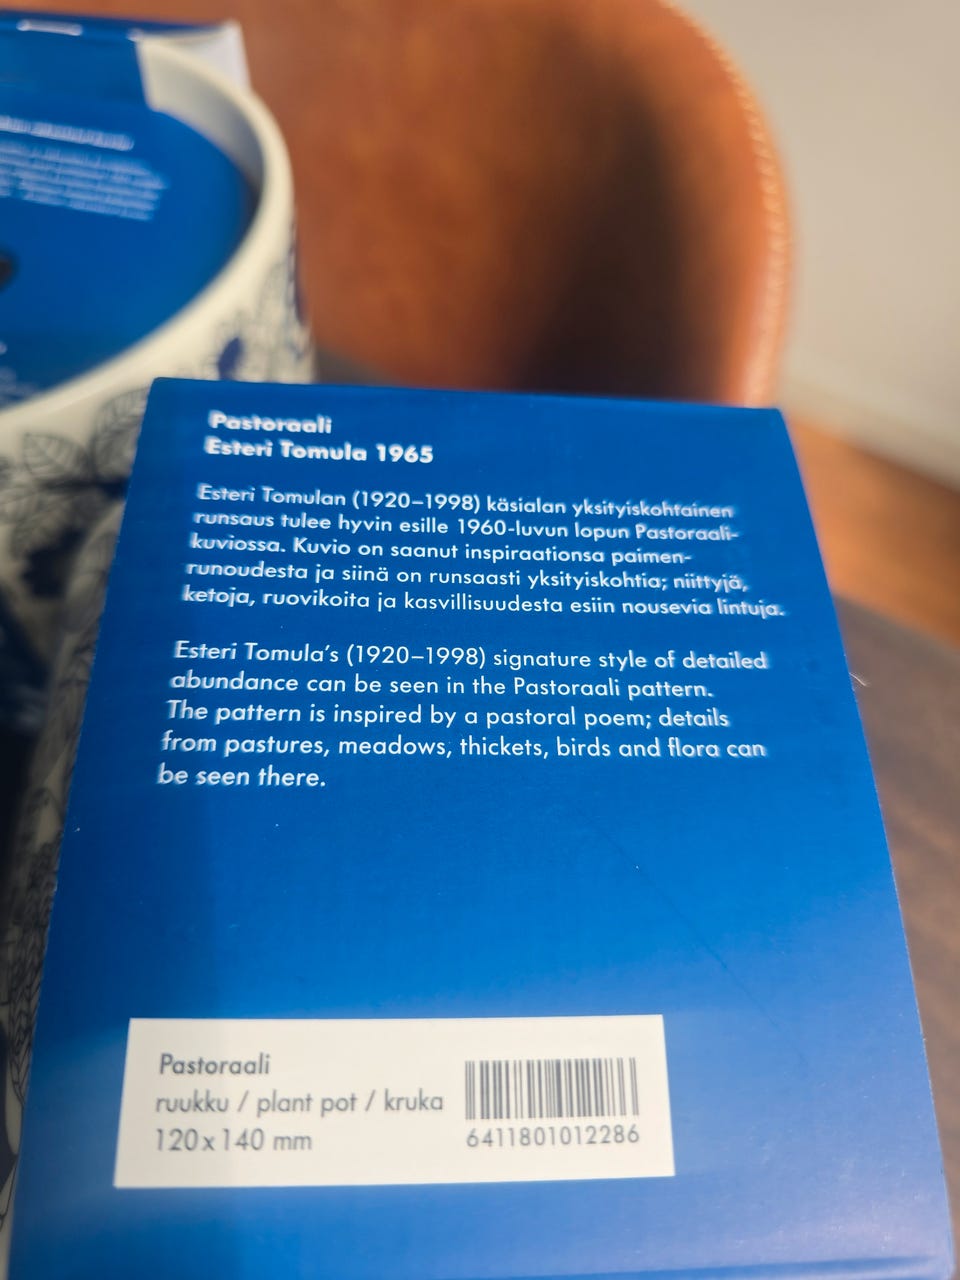 Pastoraali
Esteri Tomula 1965
Esteri Tomulan (1920–1998) käsialan yksityiskohtainen
runsaus tulee hyvin esille 1960-luvun lopun Pastoraali-
kuviossa. Kuvio on saanut inspiraationsa paimen-
runoudesta ja siinä on runsaasti yksityiskohtia; niittyjä,
ketoja, ruovikoita ja kasvillisuudesta esiin nousevia lintuja.
Esteri Tomula's (1920–1998) signature style of detailed
abundance can be seen in the Pastoraali pattern.
The pattern is inspired by a pastoral poem; details
from pastures, meadows, thickets, birds and flora can
be seen there.
Pastoraali
ruukku / plant pot / kruka
120 x 140 mm
6411801012286